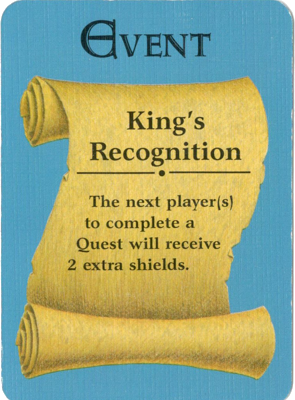 Event
King's
Recognition
The next player(s)
to complete a
Quest will receive
2 extra shields.